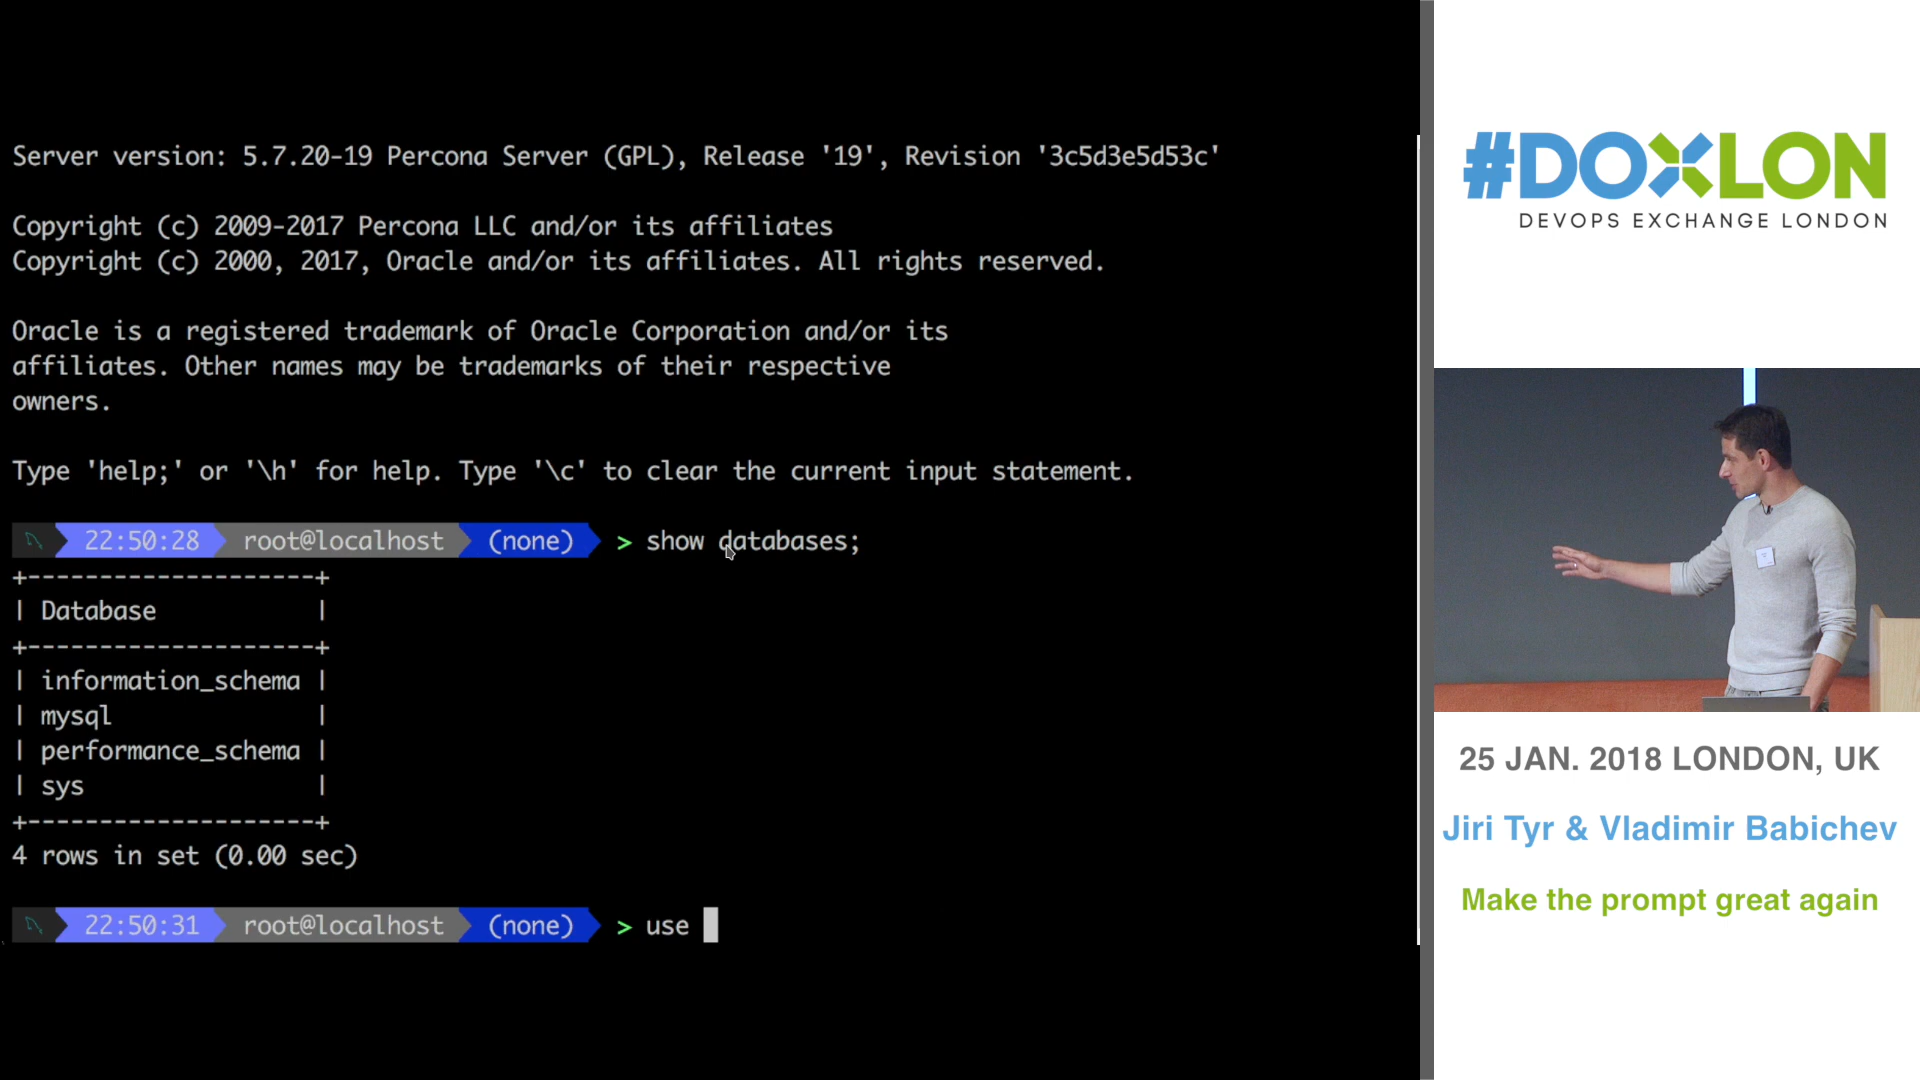 Server version: 5.7.20-19 Percona Server (GPL), Release '19', Revision '3c5d3e5d53c'
Copyright (c) 2009-2017 Percona LLC and/or its affiliates
Copyright (c) 2000, 2017, Oracle and/or its affiliates. All rights reserved.
Oracle is a registered trademark of Oracle Corporation and/or its
affiliates. Other names may be trademarks of their respective
owners.
Type 'help;' or '\h' for help. Type '\c' to clear the current input statement.
22:50:28 root@localhost (none) > show databases;
+--------------------+
| Database           |
+--------------------+
| information_schema |
| mysql              |
| performance_schema |
| sys                |
+--------------------+
4 rows in set (0.00 sec)
22:50:31 root@localhost (none) > use
#DOXLON
DEVOPS EXCHANGE LONDON
25 JAN. 2018 LONDON, UK
Jiri Tyr & Vladimir Babichev
Make the prompt great again